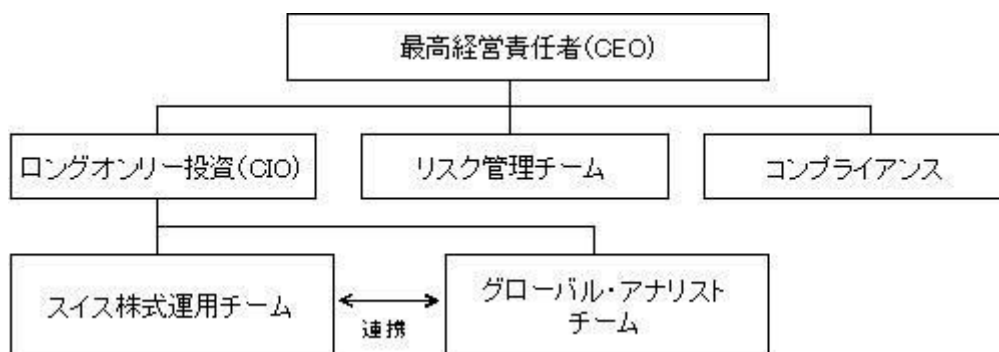 最高経営責任者(CEO)
ロングオンリー投資(CIO)
リスク管理チーム
コンプライアンス
スイス株式運用チーム
連携
グローバル・アナリスト
チーム